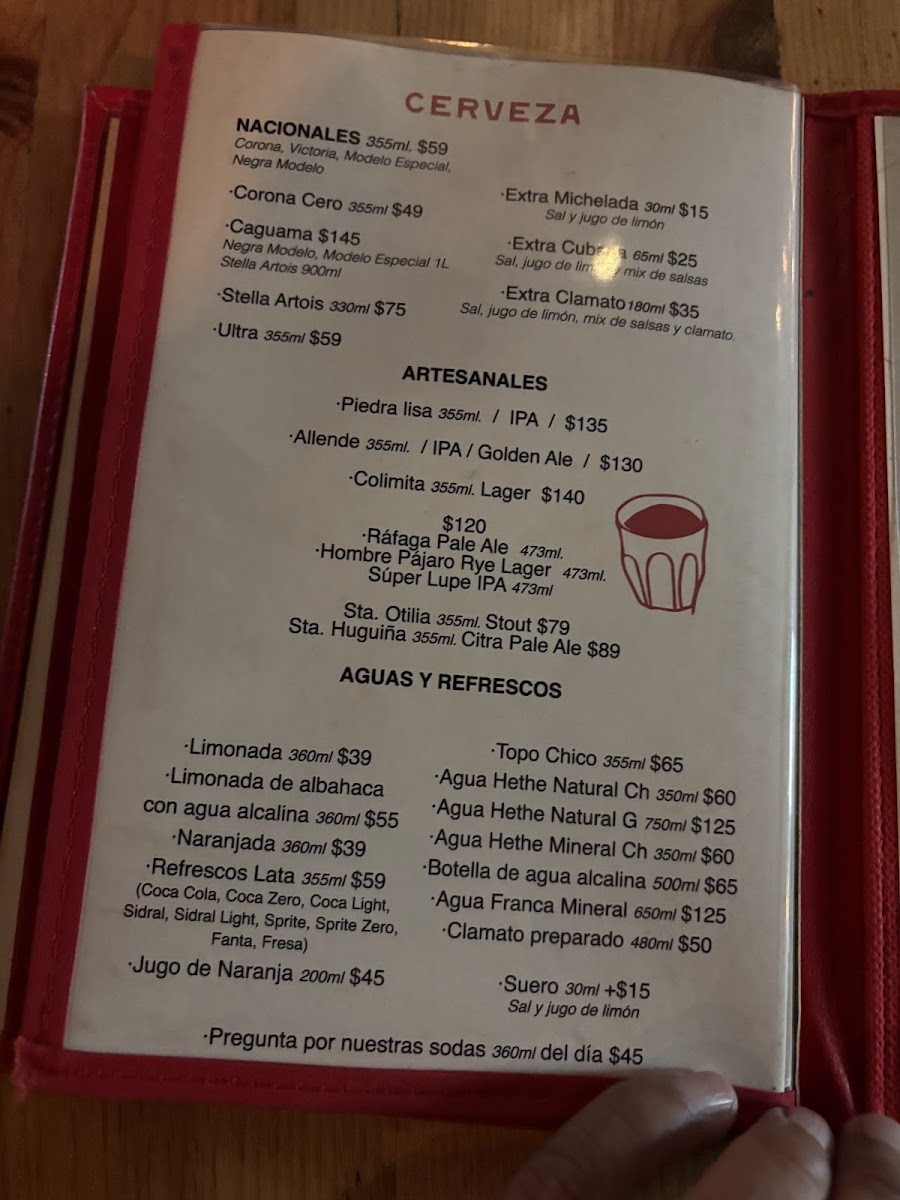 CERVEZA
NACIONALES 355ml. $59
Corona, Victoria, Modelo Especial,
Negra Modelo
·Corona Cero 355ml $49
·Caguama $145
Negra Modelo, Modelo Especial 1L
Stella Artois 900ml
·Stella Artois 330ml $75
·Ultra 355ml $59
·Extra Michelada 30ml $15
Sal y jugo de limón
·Extra 65ml $25
Sal, jugo de mix de salsas
·Extra Clamato 180ml $35
Sal, jugo de limón, mix de salsas y clamato.
ARTESANALES
·Piedra lisa 355ml. / IPA / $135
·Allende 355ml. / IPA / Golden Ale / $130
·Colimita 355ml. Lager $140
$120
·Ráfaga Pale Ale 473ml.
·Hombre Pájaro Rye Lager 473ml.
Súper Lupe IPA 473ml
Sta. Otilia 355ml. Stout $79
Sta. Huguiña 355ml. Citra Pale Ale $89
AGUAS Y REFRESCOS
·Limonada 360ml $39
·Limonada de albahaca
con agua alcalina 360ml $55
·Naranjada 360ml $39
·Refrescos Lata 355ml $59
(Coca Cola, Coca Zero, Coca Light,
Sidral, Sidral Light, Sprite, Sprite Zero,
Fanta, Fresa)
·Jugo de Naranja 200ml $45
·Topo Chico 355ml $65
·Agua Hethe Natural Ch 350ml $60
·Agua Hethe Natural G 750ml $125
·Agua Hethe Mineral Ch 350ml $60
·Botella de agua alcalina 500ml $65
·Agua Franca Mineral 650ml $125
·Clamato preparado 480ml $50
·Suero 30ml +$15
Sal y jugo de limón
·Pregunta por nuestras sodas 360ml del día $45